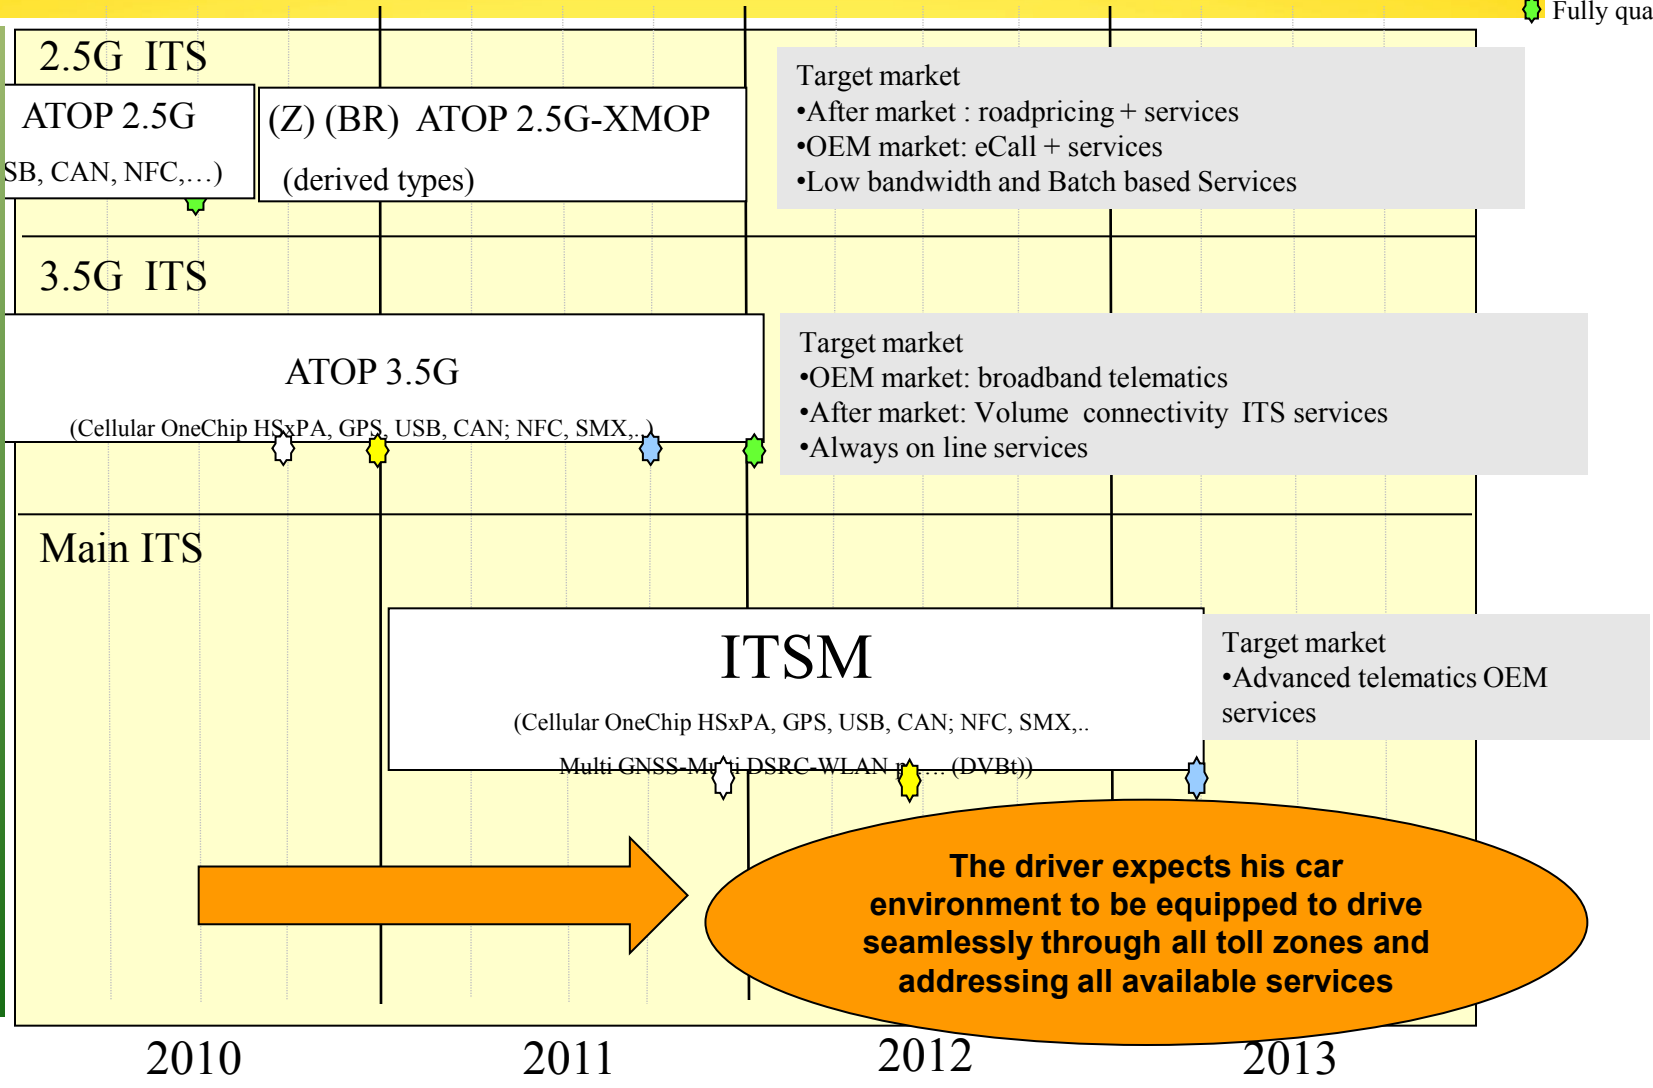 Fully qua
2.5G ITS
ATOP 2.5G
SB, CAN, NFC,…)
(Z) (BR) ATOP 2.5G-XMOP
(derived types)
Target market
•After market : roadpricing + services
•OEM market: eCall + services
•Low bandwidth and Batch based Services
3.5G ITS
ATOP 3.5G
(Cellular OneChip HSxPA, GPS, USB, CAN; NFC, SMX,..)
Target market
•OEM market: broadband telematics
•After market: Volume connectivity ITS services
•Always on line services
Main ITS
ITSM
(Cellular OneChip HSxPA, GPS, USB, CAN; NFC, SMX,..
Multi GNSS-Multi DSRC-WLAN …. (DVBt))
Target market
•Advanced telematics OEM
services
The driver expects his car
environment to be equipped to drive
seamlessly through all toll zones and
addressing all available services
2010
2011
2012
2013